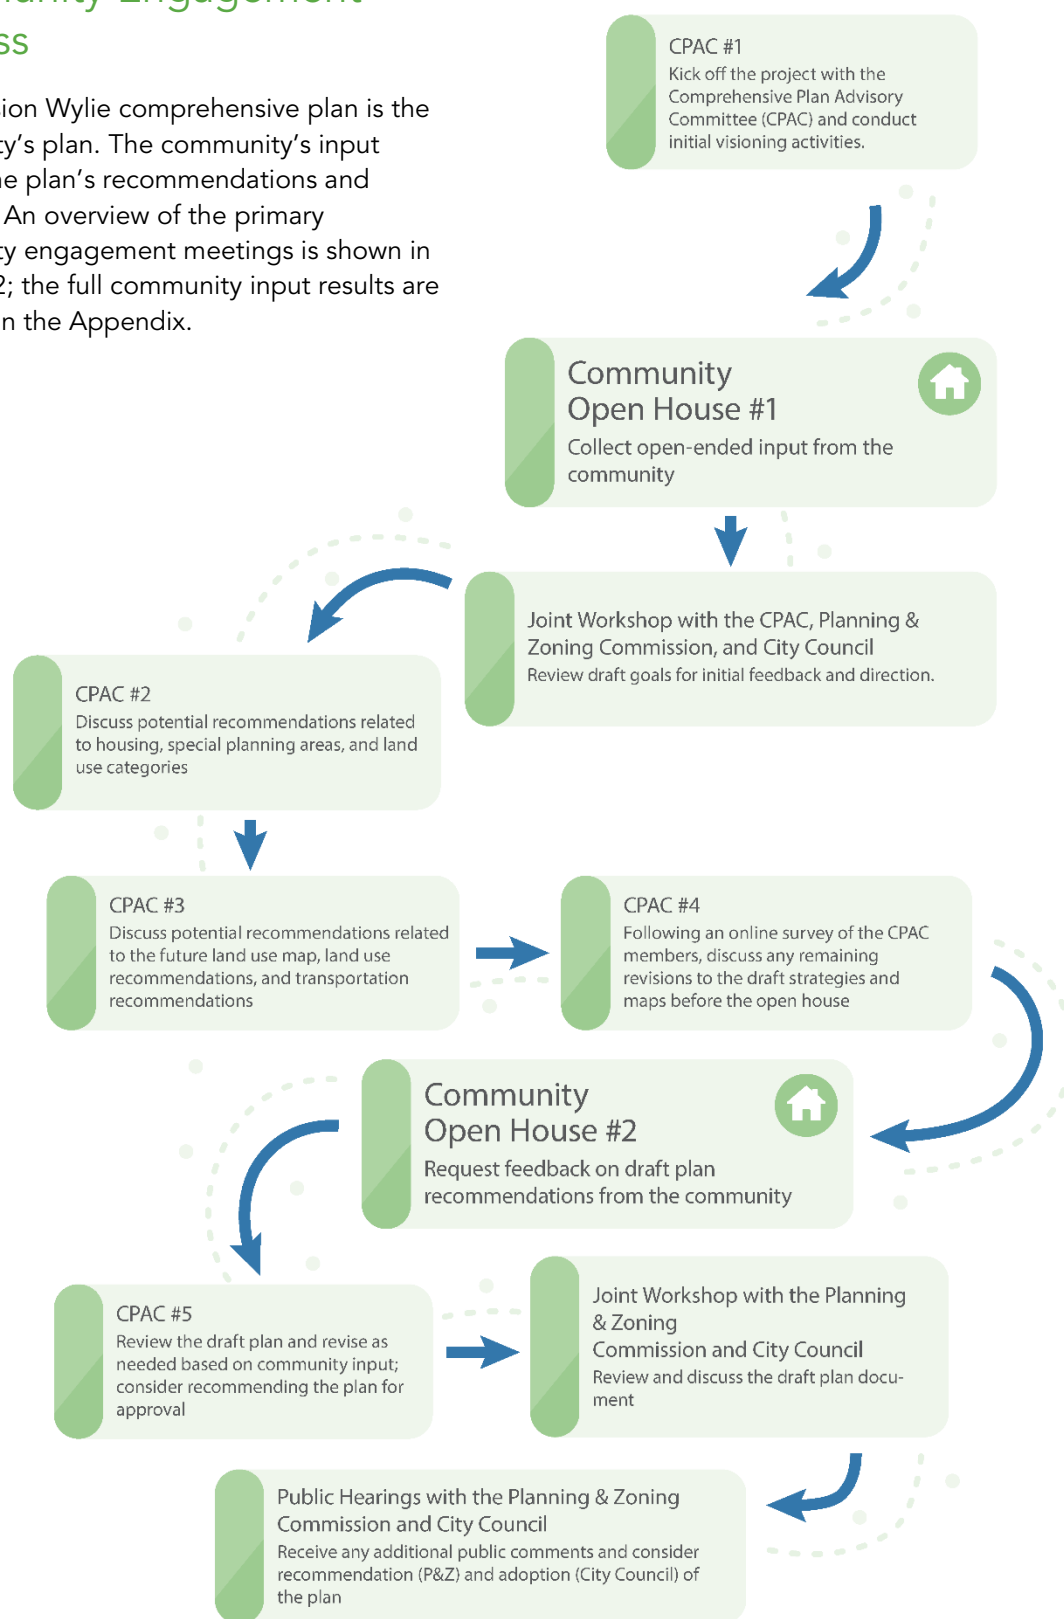 unity Engagement
ss
sion Wylie comprehensive plan is the
ty’s plan. The community’s input
he plan’s recommendations and
An overview of the primary
ty engagement meetings is shown in
2; the full community input results are
n the Appendix.
CPAC #1
Kick off the project with the
Comprehensive Plan Advisory
Committee (CPAC) and conduct
initial visioning activities.
Community
Open House #1
Collect open-ended input from the
community
Joint Workshop with the CPAC, Planning &
Zoning Commission, and City Council
Review draft goals for initial feedback and direction.
CPAC #2
Discuss potential recommendations related
to housing, special planning areas, and land
use categories
CPAC #3
Discuss potential recommendations related
to the future land use map, land use
recommendations, and transportation
recommendations
CPAC #4
Following an online survey of the CPAC
members, discuss any remaining
revisions to the draft strategies and
maps before the open house
Community
Open House #2
Request feedback on draft plan
recommendations from the community
CPAC #5
Review the draft plan and revise as
needed based on community input;
consider recommending the plan for
approval
Joint Workshop with the Planning
& Zoning
Commission and City Council
Review and discuss the draft plan docu-
ment
Public Hearings with the Planning & Zoning
Commission and City Council
Receive any additional public comments and consider
recommendation (P&Z) and adoption (City Council) of
the plan